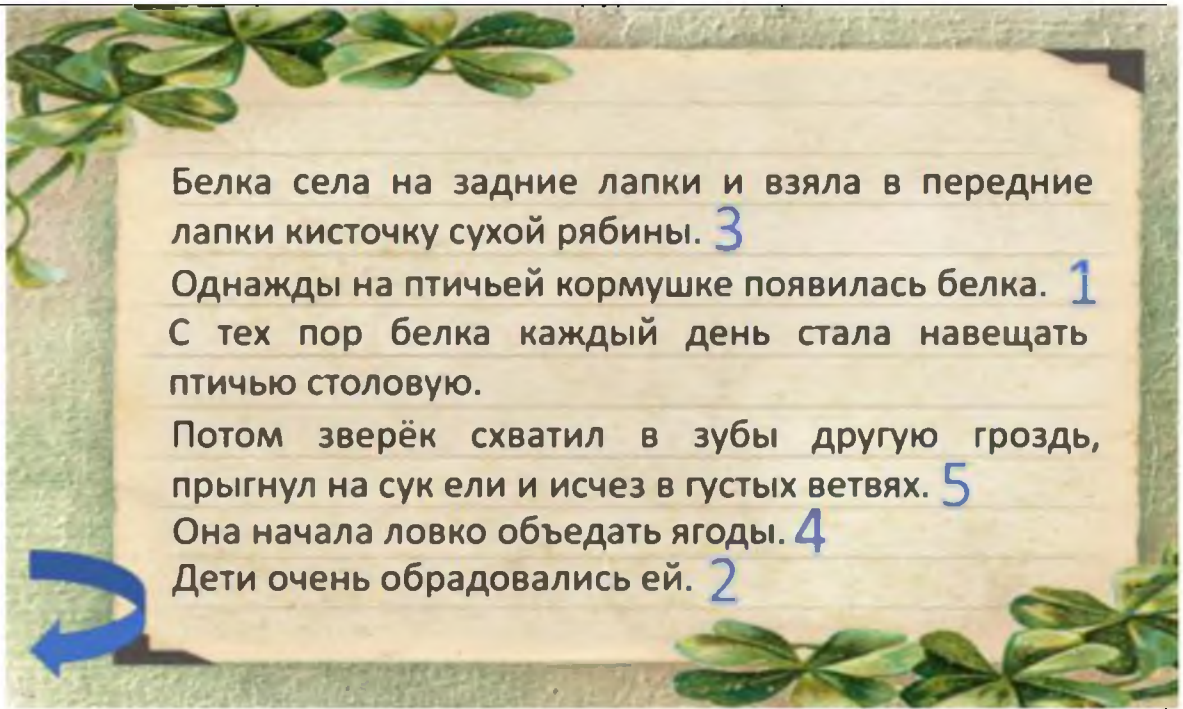 Белка села на задние лапки и взяла в передние
лапки кисточку сухой рябины. 3
Однажды на птичьей кормушке появилась белка. 1
С тех пор белка каждый день стала навещать
птичью столовую.
Потом зверёк схватил в зубы другую гроздь,
прыгнул на сук ели и исчез в густых ветвях. 5
Она начала ловко объедать ягоды. 4
Дети очень обрадовались ей. 2